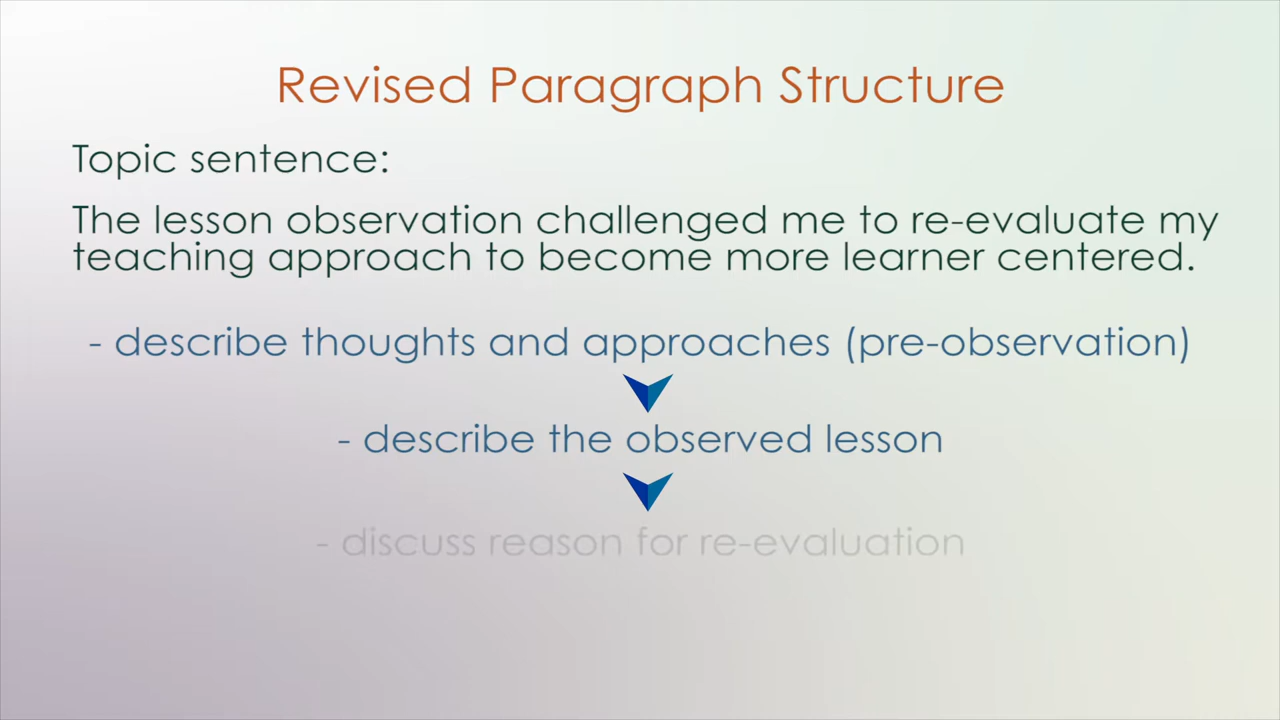 Revised Paragraph Structure
Topic sentence:
The lesson observation challenged me to re-evaluate my
teaching approach to become more learner centered.
- describe thoughts and approaches (pre-observation)
- describe the observed lesson
- discuss reason for re-evaluation